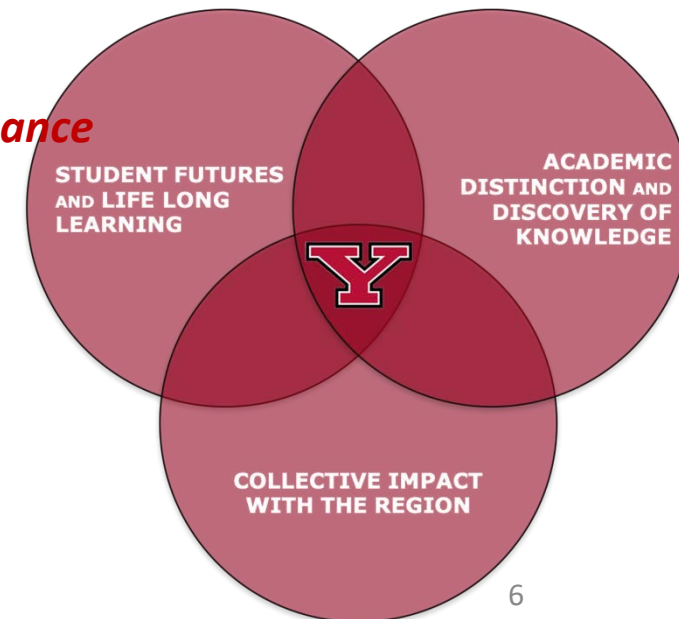 ance
STUDENT FUTURES
AND LIFE LONG
LEARNING
ACADEMIC
DISTINCTION AND
DISCOVERY OF
KNOWLEDGE
Y
COLLECTIVE IMPACT
WITH THE REGION
6